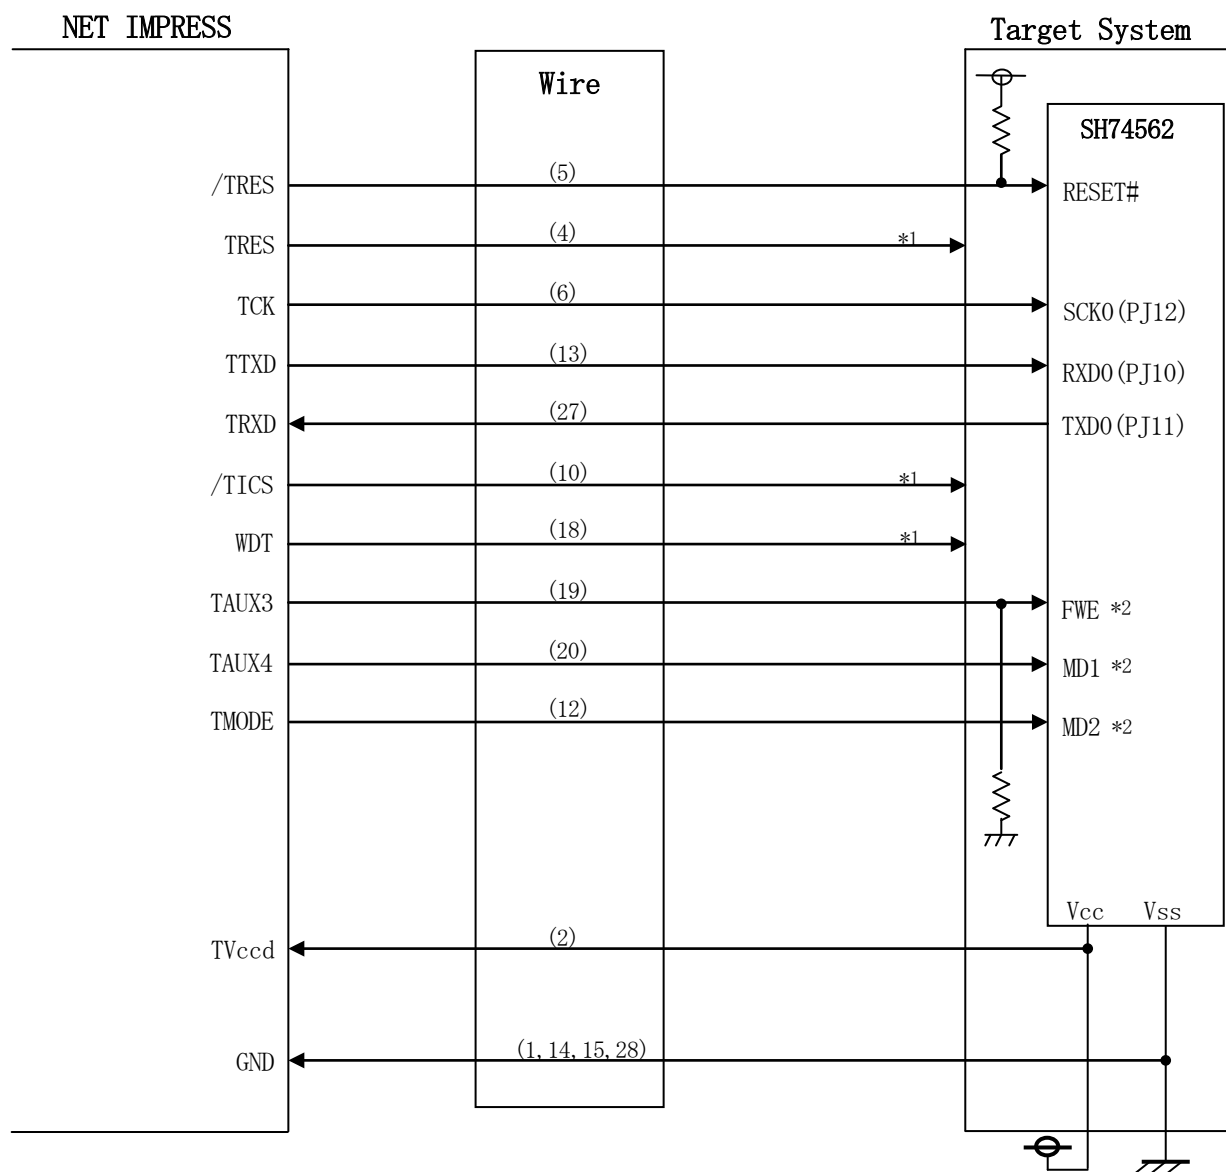 NET IMPRESS
Target System
Wire
SH74562
/TRES (5) RESET#
TRES (4) *1
TCK (6) SCK0(PJ12)
TTXD (13) RXD0(PJ10)
TRXD (27) TXD0(PJ11)
/TICS (10) *1
WDT (18) *1
TAUX3 (19) FWE *2
TAUX4 (20) MD1 *2
TMODE (12) MD2 *2
Vcc Vss
TVccd (2)
GND (1,14,15,28)